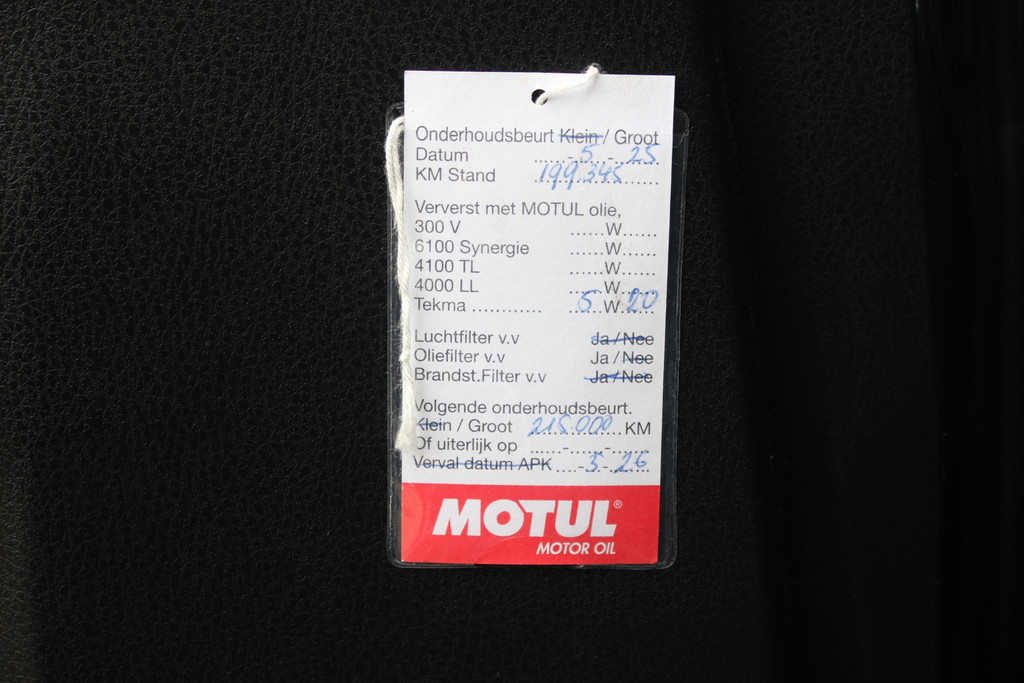 Onderhoudsbeurt Klein / Groot
Datum ......-5.-..25
KM Stand 199.345
Ververst met MOTUL olie,
300 V ......W......
6100 Synergie ......W......
4100 TL ......W......
4000 LL ......W......
Tekma ............ 5 W 20
Luchtfilter v.v Ja / Nee
Oliefilter v.v Ja / Nee
Brandst.Filter v.v Ja / Nee
Volgende onderhoudsbeurt.
Klein / Groot 215.000 KM
Of uiterlijk op ......-......-......
Verval datum APK ....-5-.26
MOTUL®
MOTOR OIL